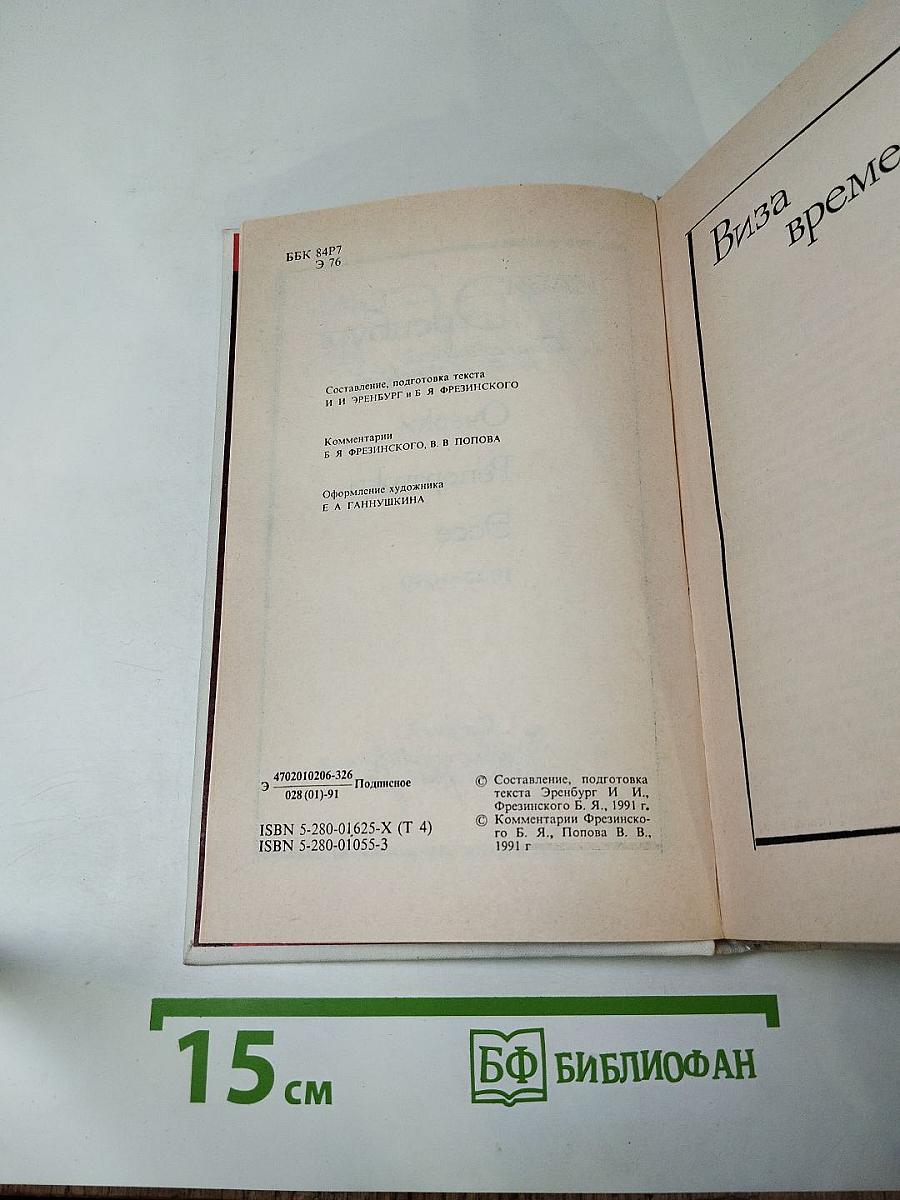 ББК 84Р7
Э 76
Составление, подготовка текста
И И ЭРЕНБУРГ и Б Я ФРЕЗИНСКОГО
Комментарии
Б Я ФРЕЗИНСКОГО, В. В ПОПОВА
Оформление художника
Е А ГАННУШКИНА
Э 4702010206-326
028 (01)-91
Подписное
ISBN 5-280-01625-X (Т 4)
ISBN 5-280-01055-3
© Составление, подготовка
текста Эренбург И И.,
Фрезинского Б. Я., 1991 г.
© Комментарии Фрезинско-
го Б. Я., Попова В. В.,
1991 г
Виза
време
15 см
БФ БИБЛИОФАН